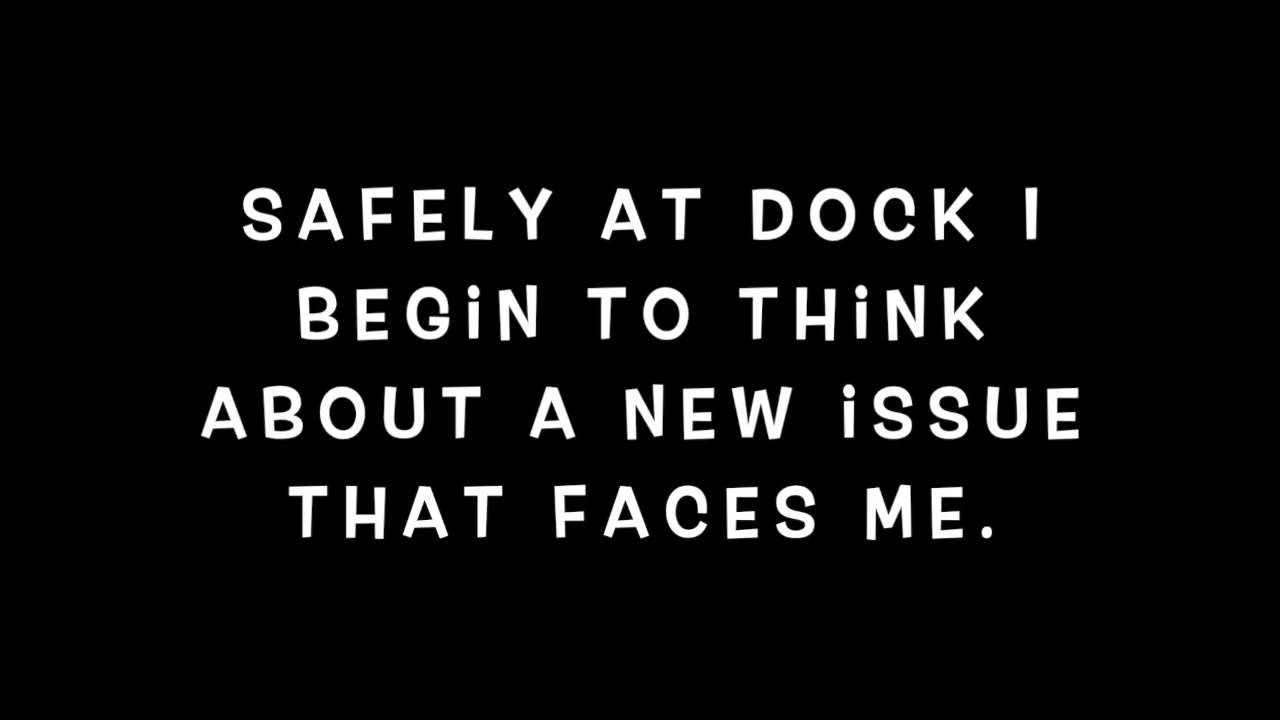 SAFELY AT DOCK I
BEGiN TO THiNK
ABOUT A NEW iSSUE
THAT FACES ME.